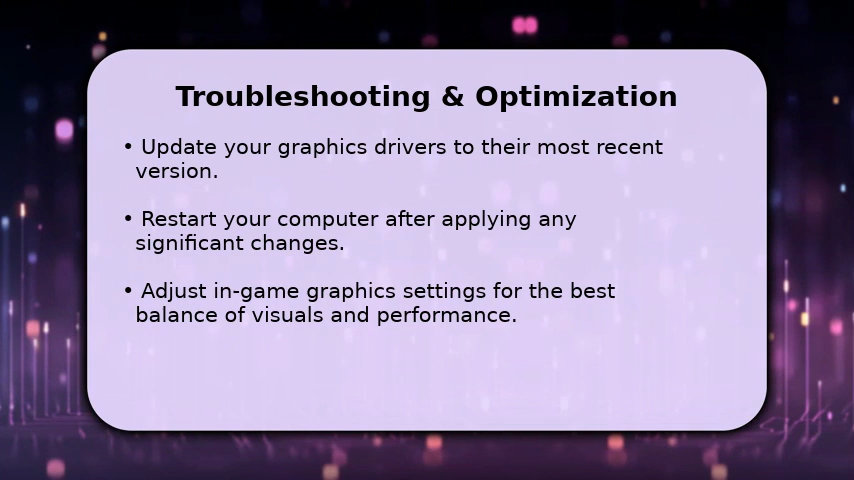 Troubleshooting & Optimization
• Update your graphics drivers to their most recent
version.
• Restart your computer after applying any
significant changes.
• Adjust in-game graphics settings for the best
balance of visuals and performance.